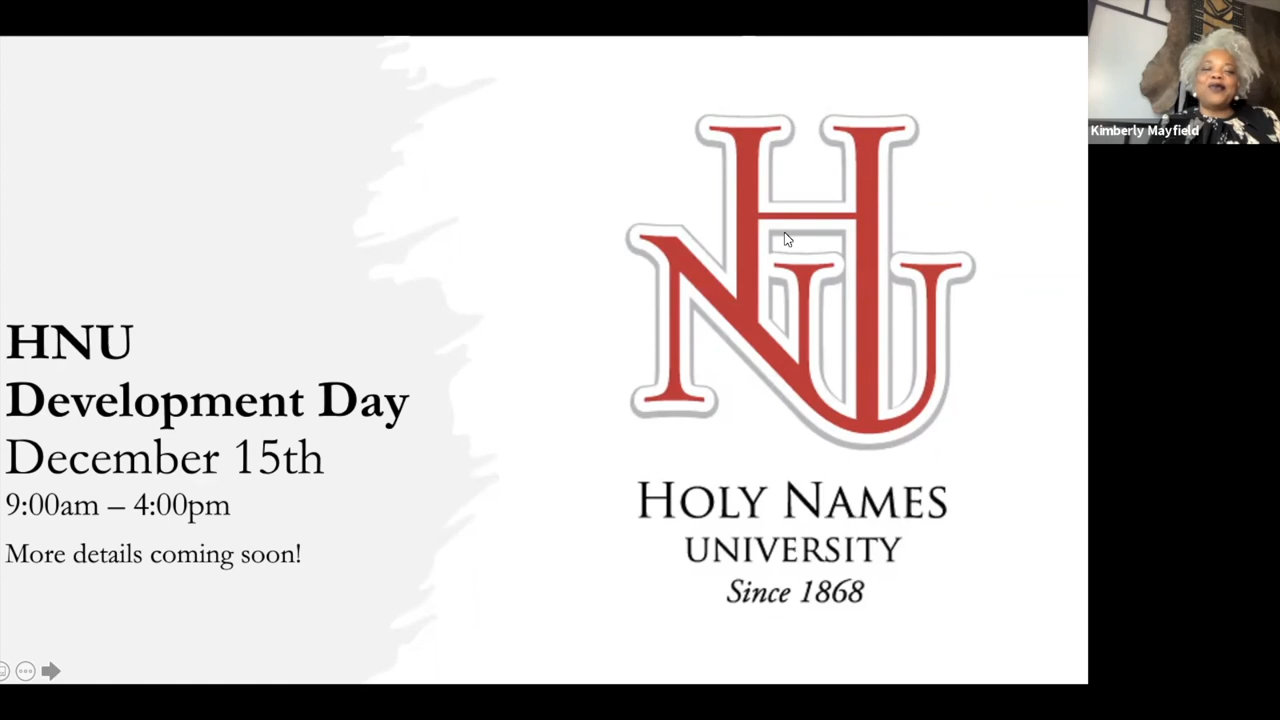 HNU
Development Day
December 15th
9:00am – 4:00pm
More details coming soon!
HNU
HOLY NAMES
UNIVERSITY
Since 1868
Kimberly Mayfield